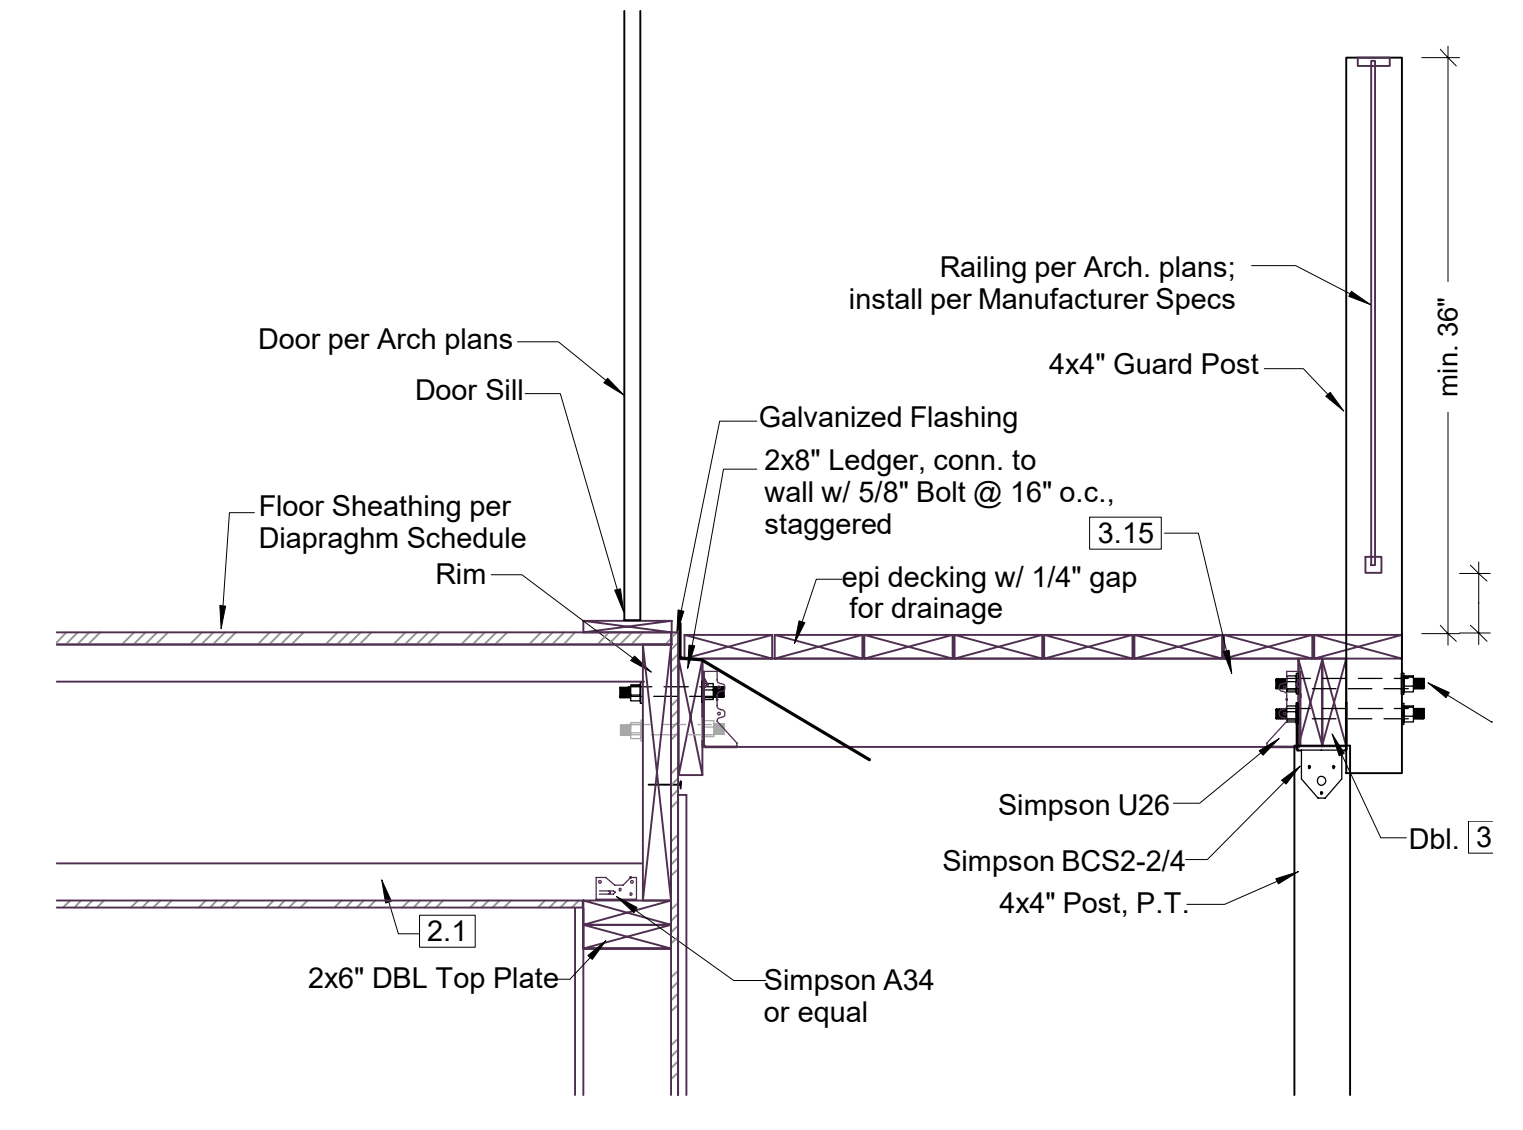 Railing per Arch. plans;
install per Manufacturer Specs
min. 36"
Door per Arch plans
4x4" Guard Post
Door Sill
Galvanized Flashing
2x8" Ledger, conn. to
wall w/ 5/8" Bolt @ 16" o.c.,
staggered
Floor Sheathing per
Diapraghm Schedule
3.15
Rim
epi decking w/ 1/4" gap
for drainage
Simpson U26
Dbl. 3
Simpson BCS2-2/4
4x4" Post, P.T.
2.1
2x6" DBL Top Plate
Simpson A34
or equal